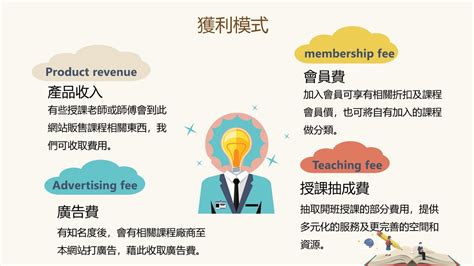 獲利模式
Product revenue
產品收入
有些授課老師或師傅會到此
網站販售課程相關東西，我
們可收取費用。
membership fee
會員費
加入會員可享有相關折扣及課程
會員價，也可將自有加入的課程
做分類。
Advertising fee
廣告費
有知名度後，會有相關課程廠商至
本網站打廣告，藉此收取廣告費。
Teaching fee
授課抽成費
抽取開班授課的部分費用，提供
多元化的服務及更完善的空間和
資源。